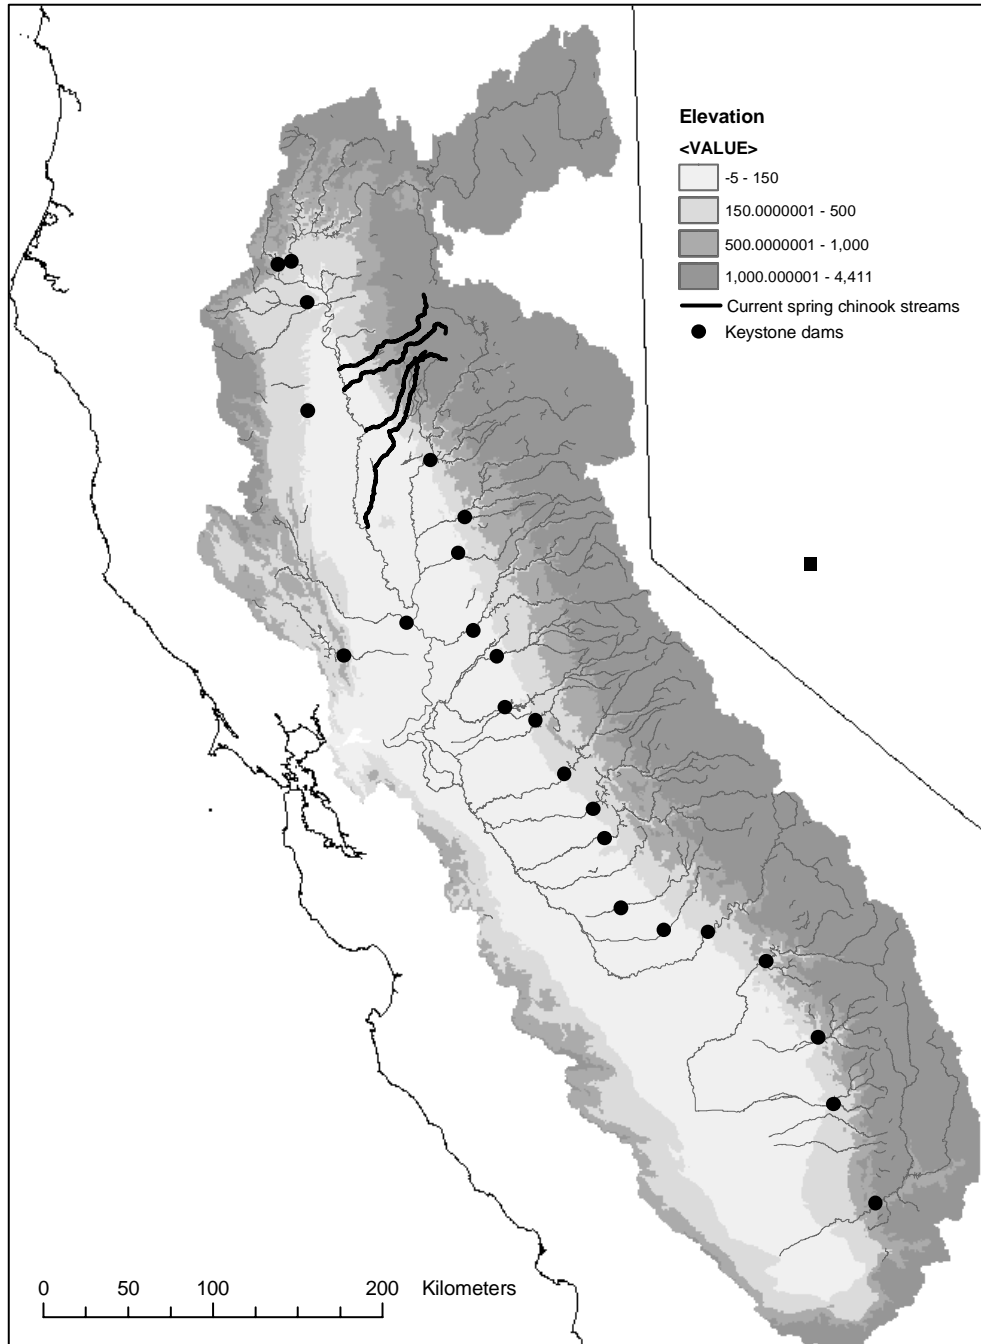 Elevation
<VALUE>
-5 - 150
150.0000001 - 500
500.0000001 - 1,000
1,000.000001 - 4,411
Current spring chinook streams
Keystone dams
0 50 100 200 Kilometers